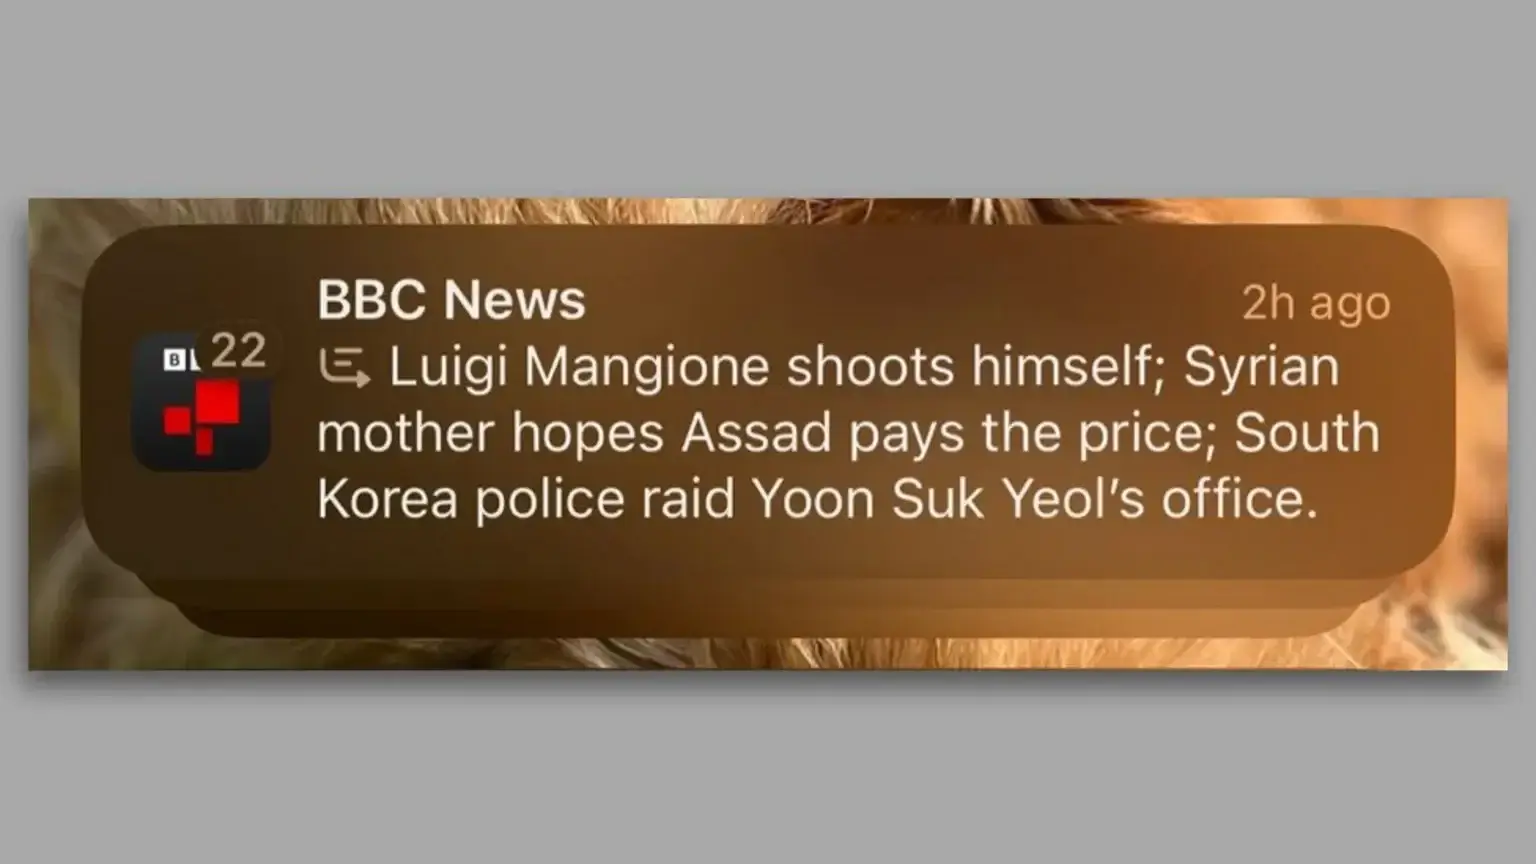 BBC News
2h ago
22
B
Luigi Mangione shoots himself; Syrian
mother hopes Assad pays the price; South
Korea police raid Yoon Suk Yeol’s office.